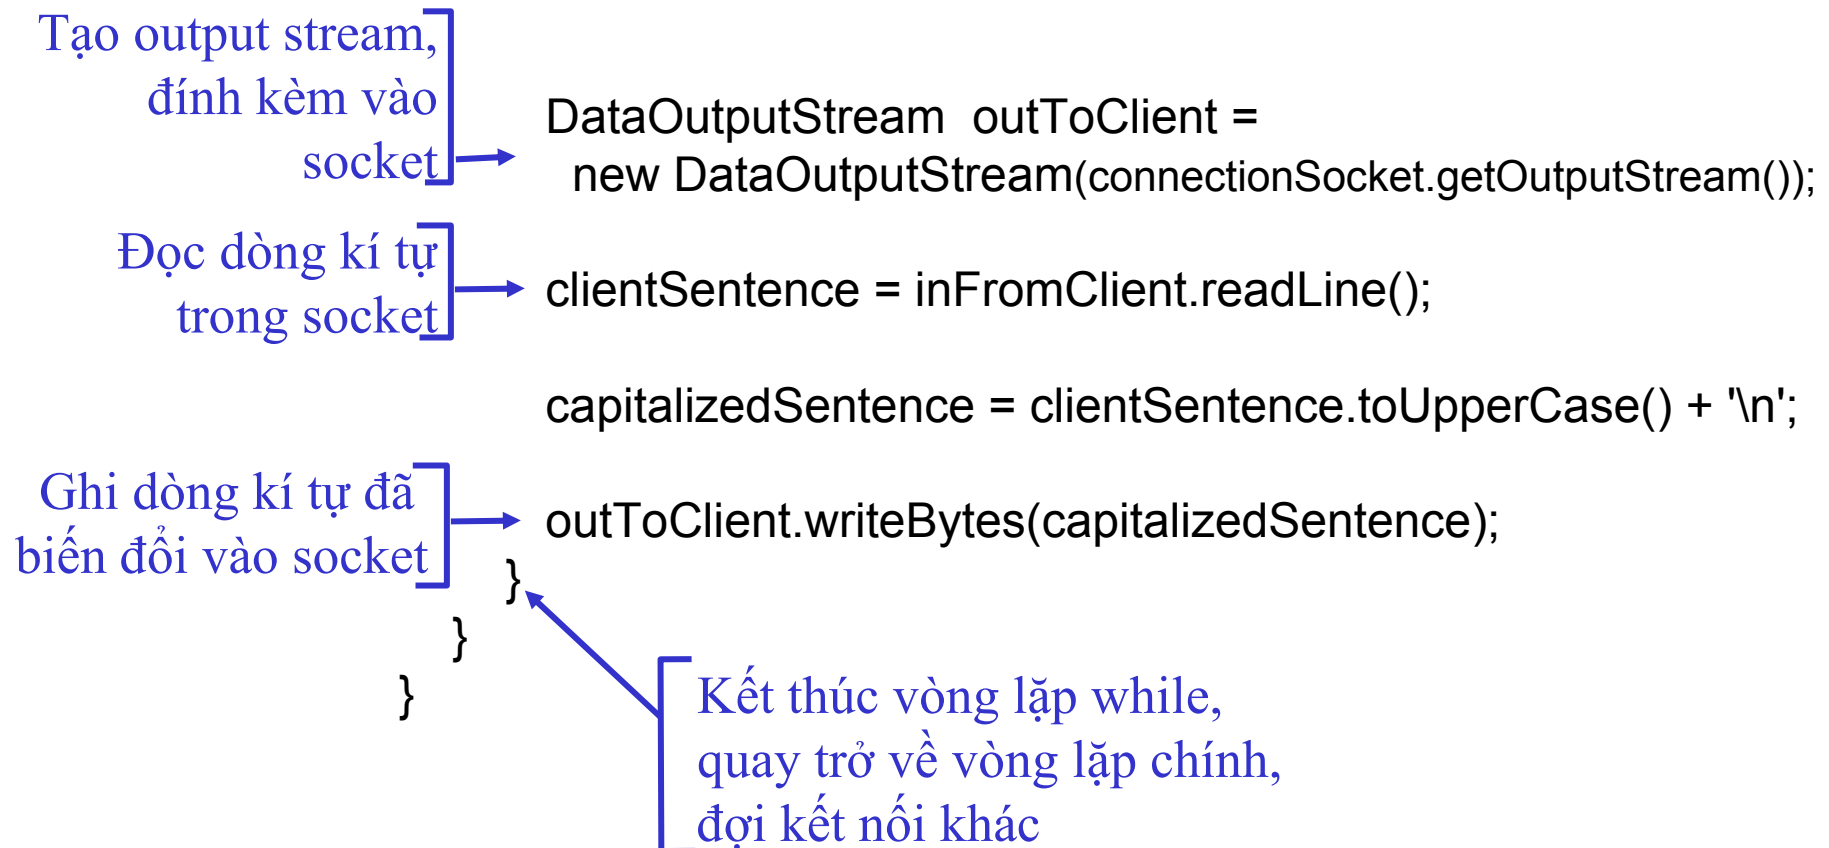 Tạo output stream,
đính kèm vào
socket
DataOutputStream outToClient =
new DataOutputStream(connectionSocket.getOutputStream());
Đọc dòng kí tự
trong socket
clientSentence = inFromClient.readLine();
capitalizedSentence = clientSentence.toUpperCase() + '\n';
Ghi dòng kí tự đã
biến đổi vào socket
outToClient.writeBytes(capitalizedSentence);
}
}
}
Kết thúc vòng lặp while,
quay trở về vòng lặp chính,
đợi kết nối khác